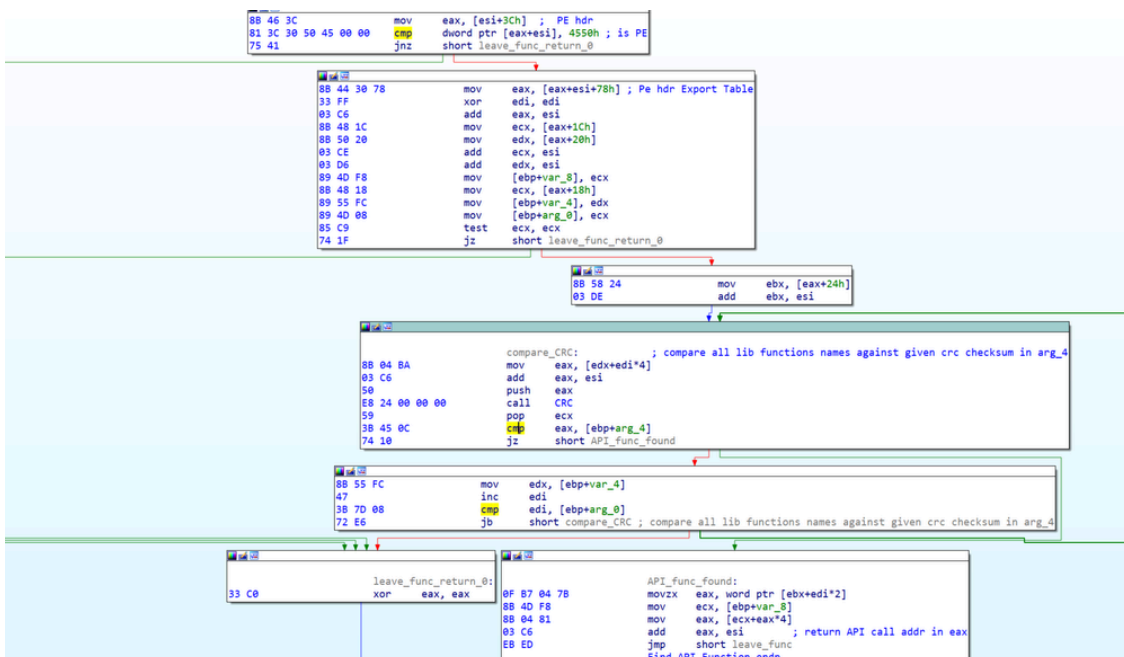 8B 46 3C mov eax, [esi+3Ch] ; PE hdr
81 3C 30 50 45 00 00 cmp dword ptr [eax+esi], 4550h ; is PE
75 41 jnz short leave_func_return_0
8B 44 30 78 mov eax, [eax+esi+78h] ; Pe hdr Export Table
33 FF xor edi, edi
03 C6 add eax, esi
8B 48 1C mov ecx, [eax+1Ch]
8B 50 20 mov edx, [eax+20h]
03 CE add ecx, esi
03 D6 add edx, esi
89 4D F8 mov [ebp+var_8], ecx
8B 48 18 mov ecx, [eax+18h]
89 55 FC mov [ebp+var_4], edx
89 4D 08 mov [ebp+arg_0], ecx
85 C9 test ecx, ecx
74 1F jz short leave_func_return_0
8B 58 24 mov ebx, [eax+24h]
03 DE add ebx, esi
compare_CRC: ; compare all lib functions names against given crc checksum in arg_4
8B 04 BA mov eax, [edx+edi*4]
03 C6 add eax, esi
50 push eax
E8 24 00 00 00 call CRC
59 pop ecx
3B 45 0C cmp eax, [ebp+arg_4]
74 10 jz short API_func_found
8B 55 FC mov edx, [ebp+var_4]
47 inc edi
3B 7D 08 cmp edi, [ebp+arg_0]
72 E6 jb short compare_CRC ; compare all lib functions names against given crc checksum in arg_4
leave_func_return_0:
33 C0 xor eax, eax
API_func_found:
0F B7 04 7B movzx eax, word ptr [ebx+edi*2]
8B 4D F8 mov ecx, [ebp+var_8]
8B 04 81 mov eax, [ecx+eax*4]
03 C6 add eax, esi ; return API call addr in eax
EB ED jmp short leave_func
Find API Function endp